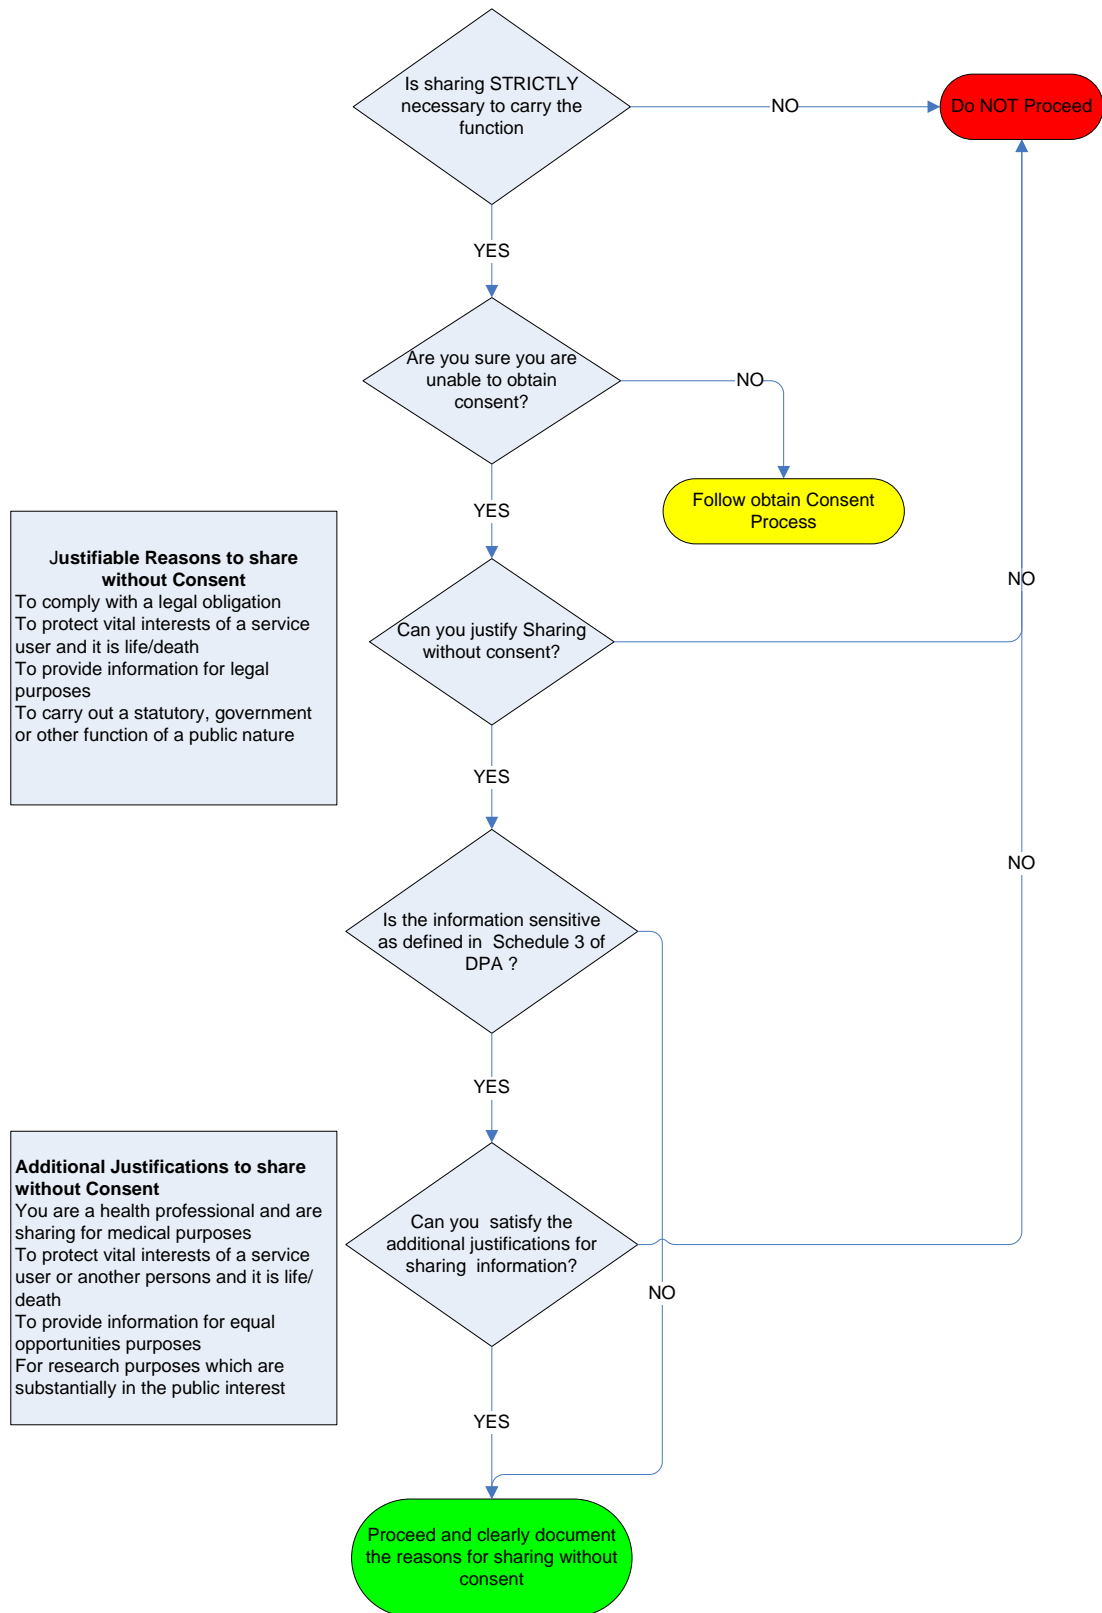 Is sharing STRICTLY
necessary to carry the
function
NO
Do NOT Proceed
YES
Are you sure you are
unable to obtain
consent?
NO
YES
Follow obtain Consent
Process
Justifiable Reasons to share
without Consent
To comply with a legal obligation
To protect vital interests of a service
user and it is life/death
To provide information for legal
purposes
To carry out a statutory, government
or other function of a public nature
NO
Can you justify Sharing
without consent?
YES
NO
Is the information sensitive
as defined in  Schedule 3 of
DPA ?
YES
Additional Justifications to share
without Consent
You are a health professional and are
sharing for medical purposes
To protect vital interests of a service
user or another persons and it is life/
death
To provide information for equal
opportunities purposes
For research purposes which are
substantially in the public interest
Can you  satisfy the
additional justifications for
sharing  information?
NO
YES
Proceed and clearly document
the reasons for sharing without
consent